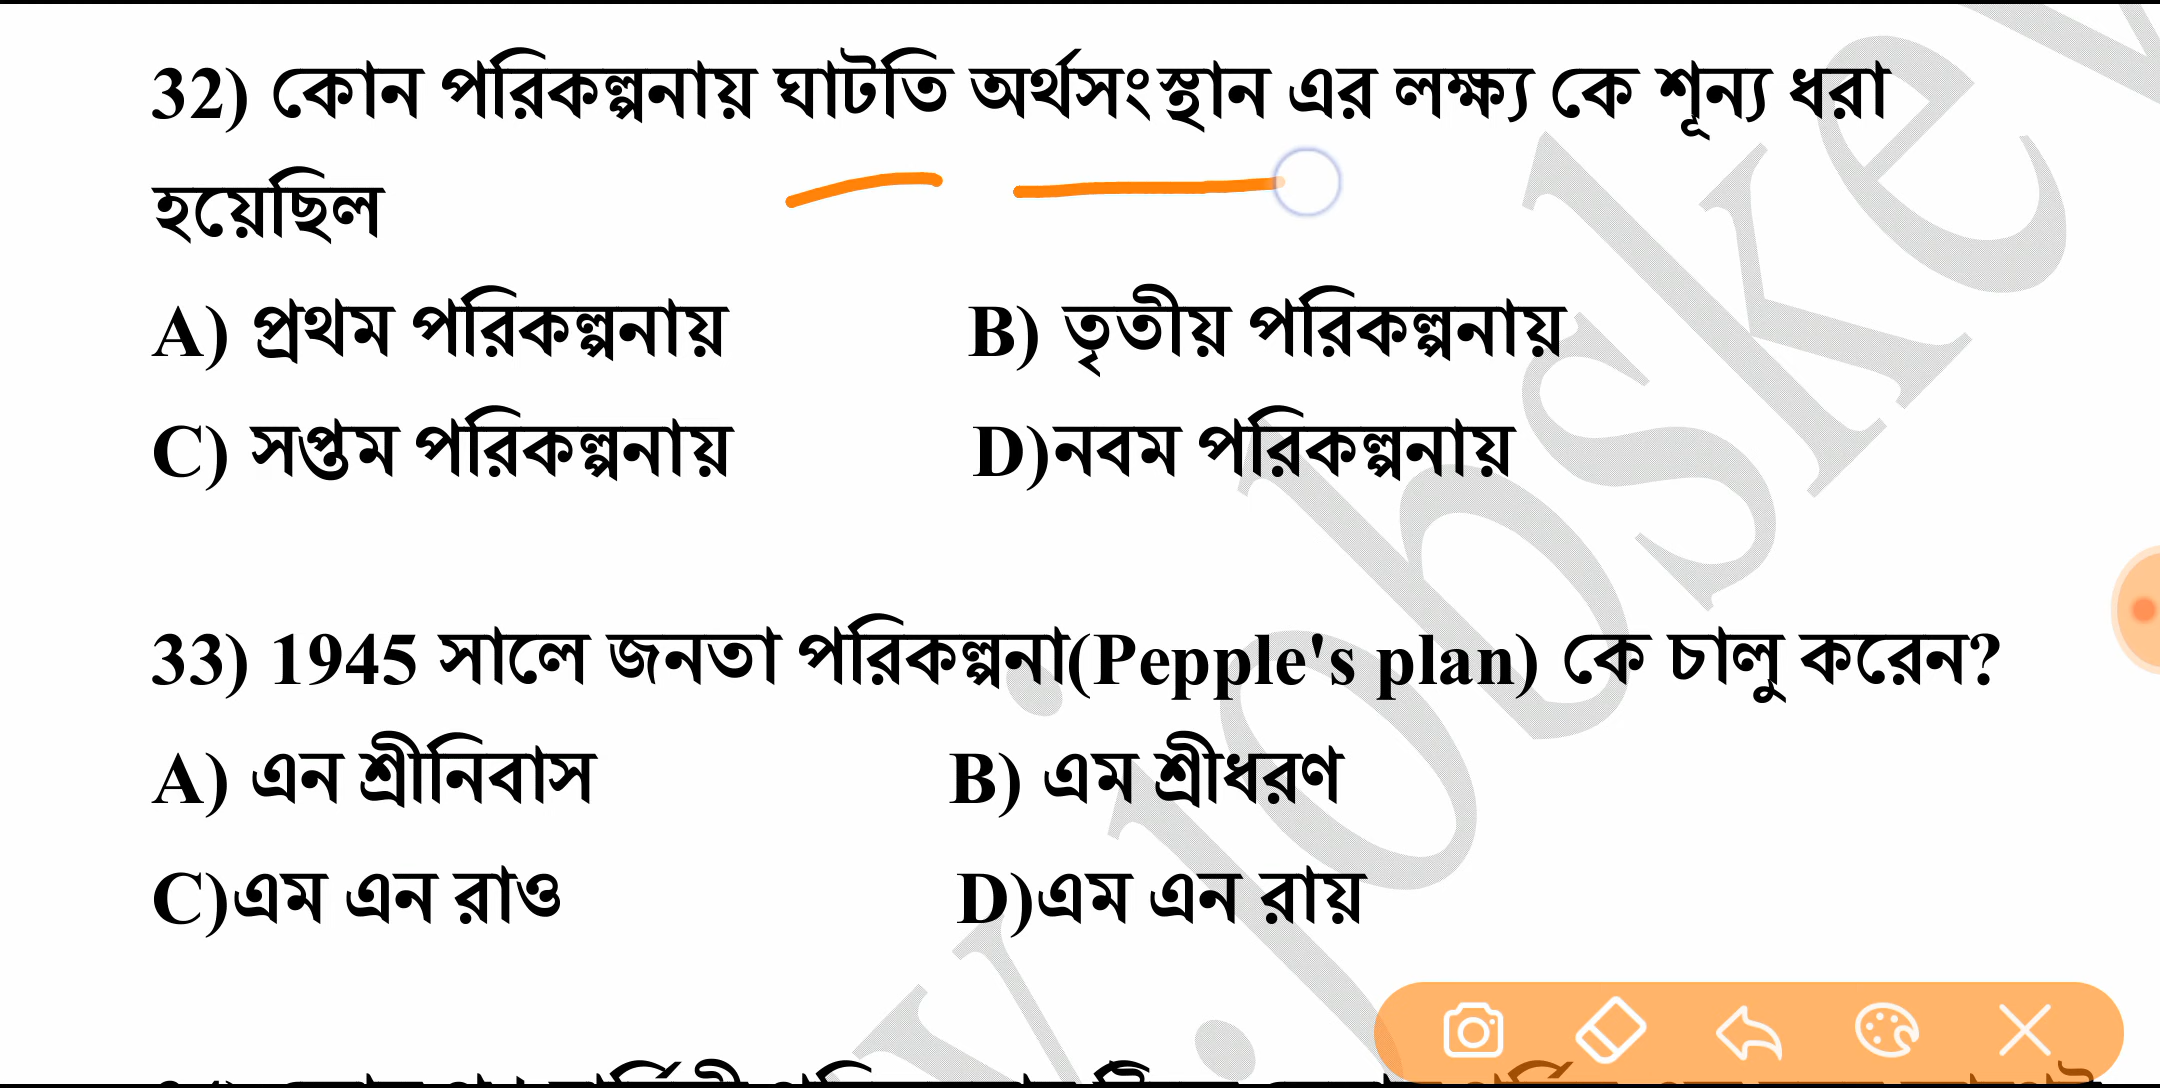 32) কোন পরিকল্পনায় ঘাটতি অর্থসংস্থান এর লক্ষ্য কে শূন্য ধরা
হয়েছিল
A) প্রথম পরিকল্পনায় B) তৃতীয় পরিকল্পনায়
C) সপ্তম পরিকল্পনায় D)নবম পরিকল্পনায়
33) 1945 সালে জনতা পরিকল্পনা(Pepple's plan) কে চালু করেন?
A) এন শ্রীনিবাস B) এম শ্রীধরণ
C)এম এন রাও D)এম এন রায়